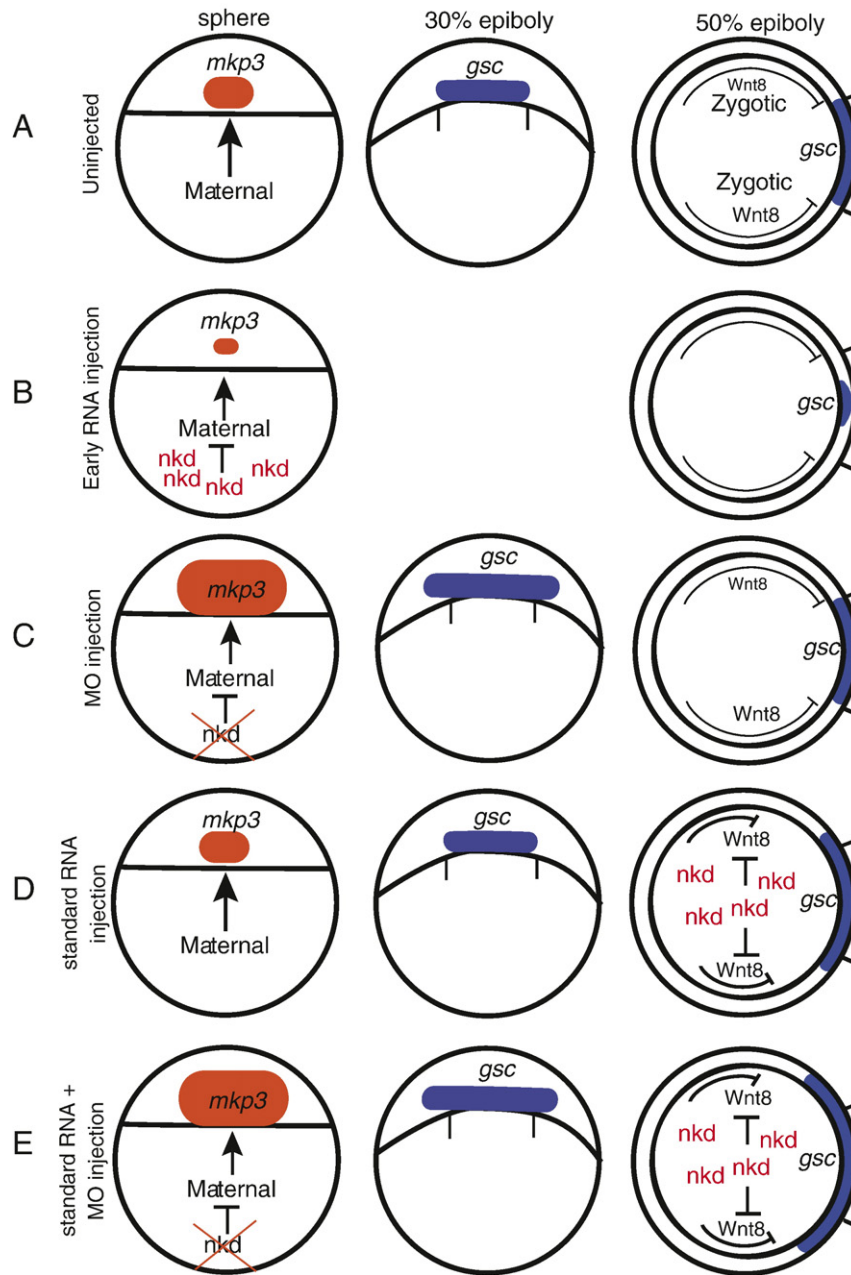 sphere
30% epiboly
50% epiboly
A
Uninjected
mkp3
Maternal
gsc
Wnt8
Zygotic
gsc
Zygotic
Wnt8
B
Early RNA injection
mkp3
Maternal
nkd
nkd
nkd
nkd
gsc
C
MO injection
mkp3
Maternal
nkd
gsc
Wnt8
gsc
Wnt8
D
standard RNA
injection
mkp3
Maternal
gsc
Wnt8
nkd
nkd
nkd
nkd
gsc
Wnt8
E
standard RNA +
MO injection
mkp3
Maternal
nkd
gsc
Wnt8
nkd
nkd
nkd
nkd
gsc
Wnt8